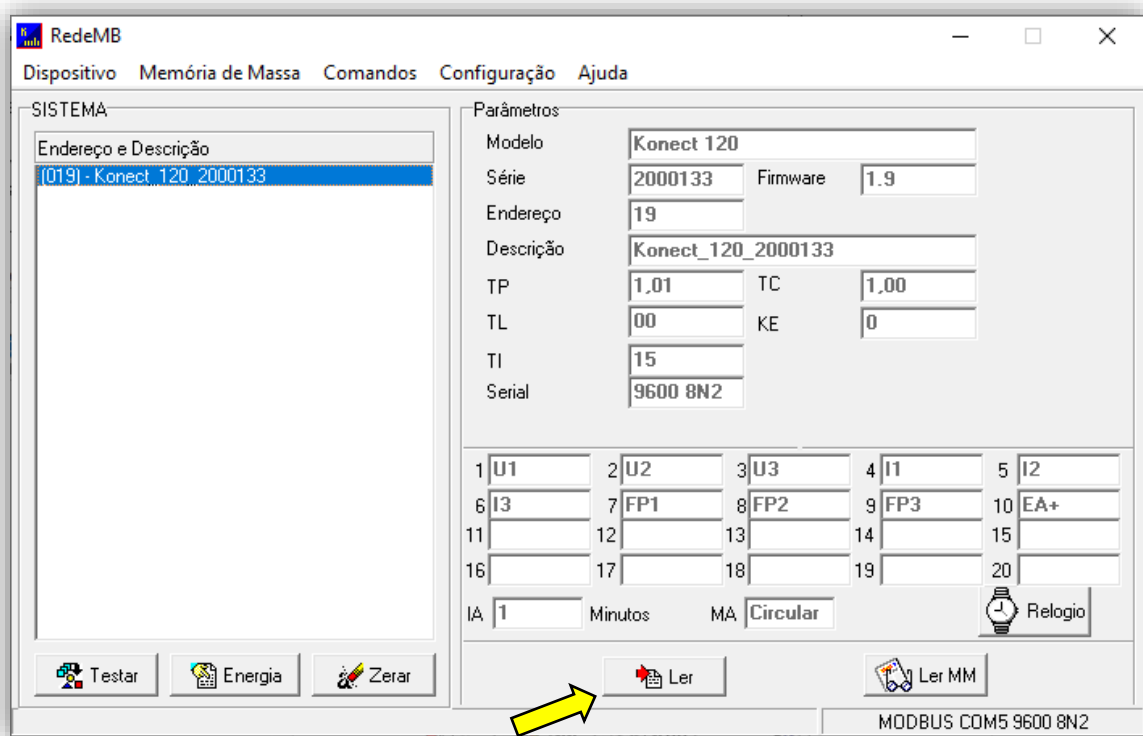 RedeMB
Dispositivo Memória de Massa Comandos Configuração Ajuda
SISTEMA
Endereço e Descrição
(019) - Konect_120_2000133
Testar Energia Zerar
Parâmetros
Modelo Konect 120
Série 2000133 Firmware 1.9
Endereço 19
Descrição Konect_120_2000133
TP 1,01 TC 1,00
TL 00 KE 0
TI 15
Serial 9600 8N2
1 U1 2 U2 3 U3 4 I1 5 I2
6 I3 7 FP1 8 FP2 9 FP3 10 EA+
11 12 13 14 15
16 17 18 19 20
IA 1 Minutos MA Circular Relogio
Ler Ler MM
MODBUS COM5 9600 8N2